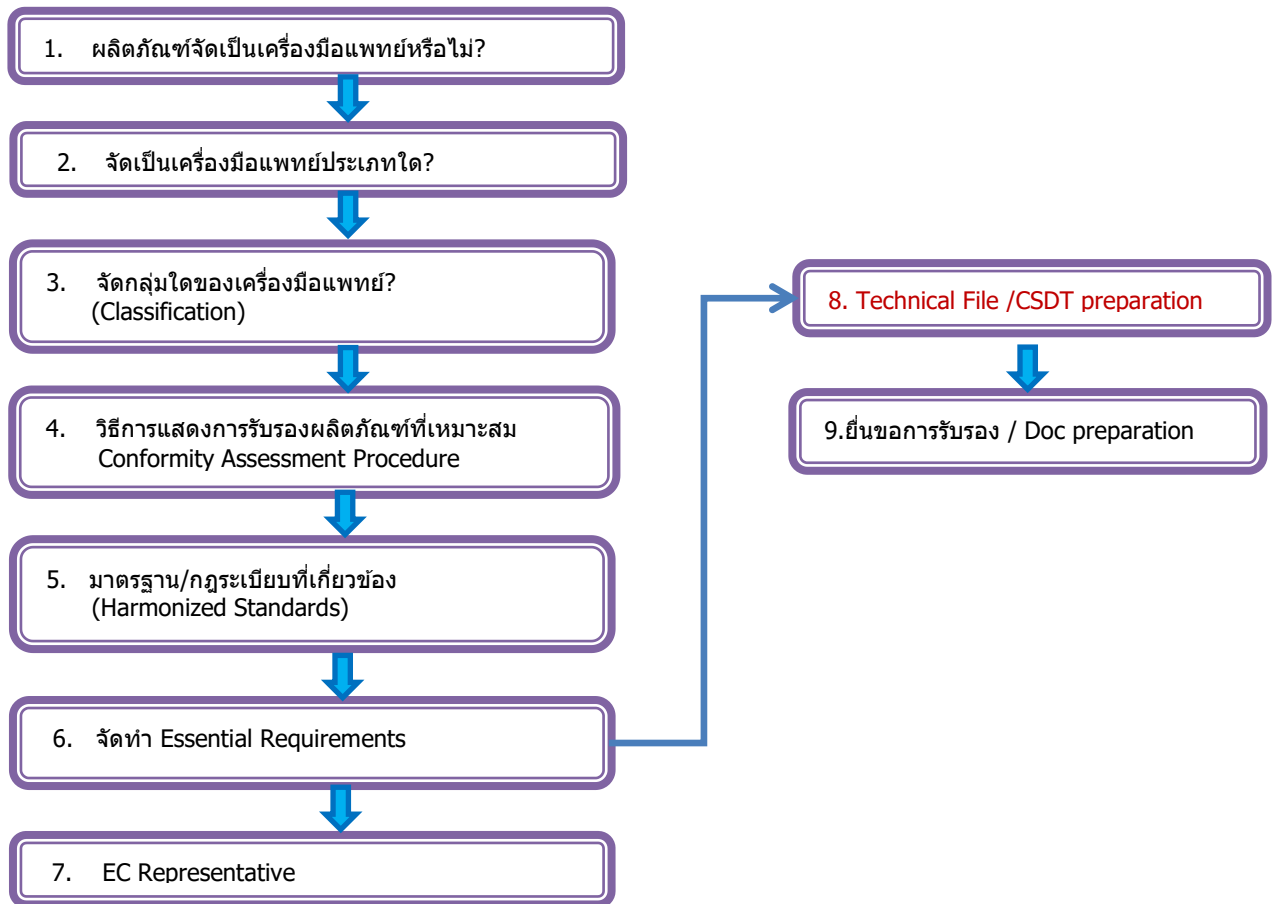 1. ผลิตภัณฑ์จัดเป็นเครื่องมือแพทย์หรือไม่?
2. จัดเป็นเครื่องมือแพทย์ประเภทใด?
3. จัดกลุ่มใดของเครื่องมือแพทย์?
(Classification)
4. วิธีการแสดงการรับรองผลิตภัณฑ์ที่เหมาะสม
Conformity Assessment Procedure
5. มาตรฐาน/กฎระเบียบที่เกี่ยวข้อง
(Harmonized Standards)
6. จัดทำ Essential Requirements
7. EC Representative
8. Technical File /CSDT preparation
9.ยื่นขอการรับรอง / Doc preparation